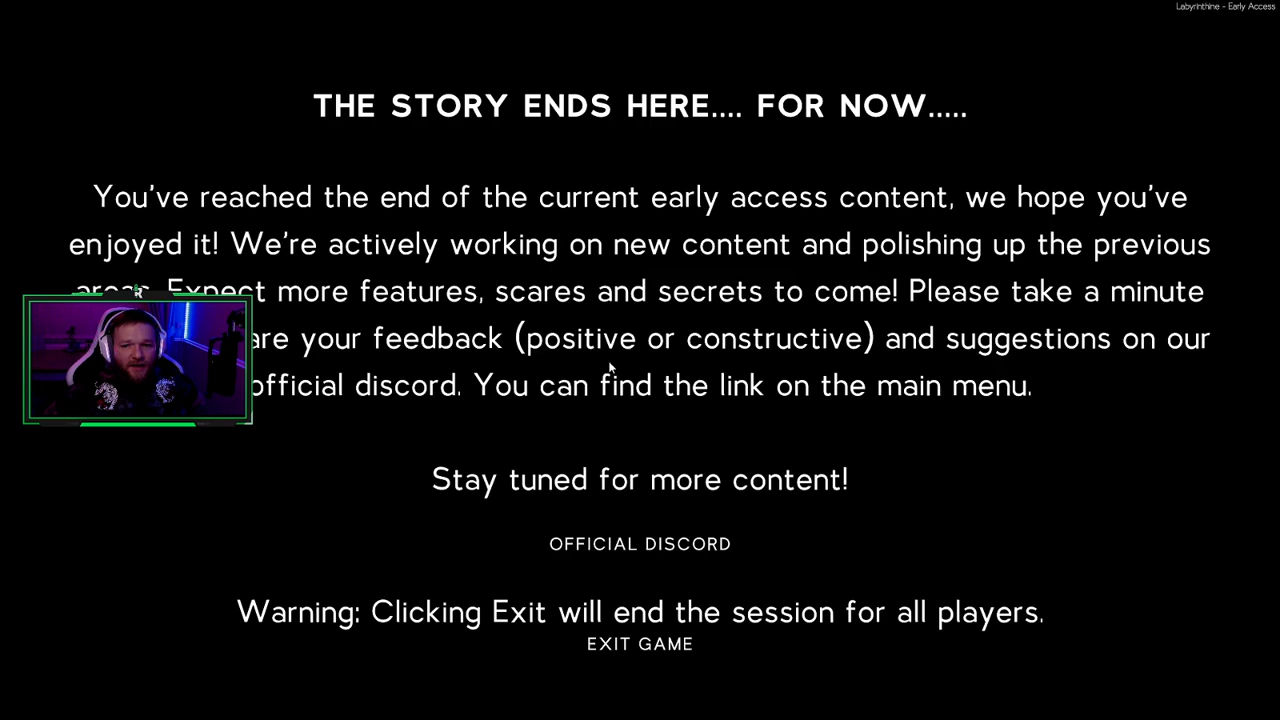 Labyrinthine - Early Access
THE STORY ENDS HERE.... FOR NOW.....
You've reached the end of the current early access content, we hope you've
enjoyed it! We're actively working on new content and polishing up the previous
Expect more features, scares and secrets to come! Please take a minute
your feedback (positive or constructive) and suggestions on our
official discord. You can find the link on the main menu.
Stay tuned for more content!
OFFICIAL DISCORD
Warning: Clicking Exit will end the session for all players.
EXIT GAME